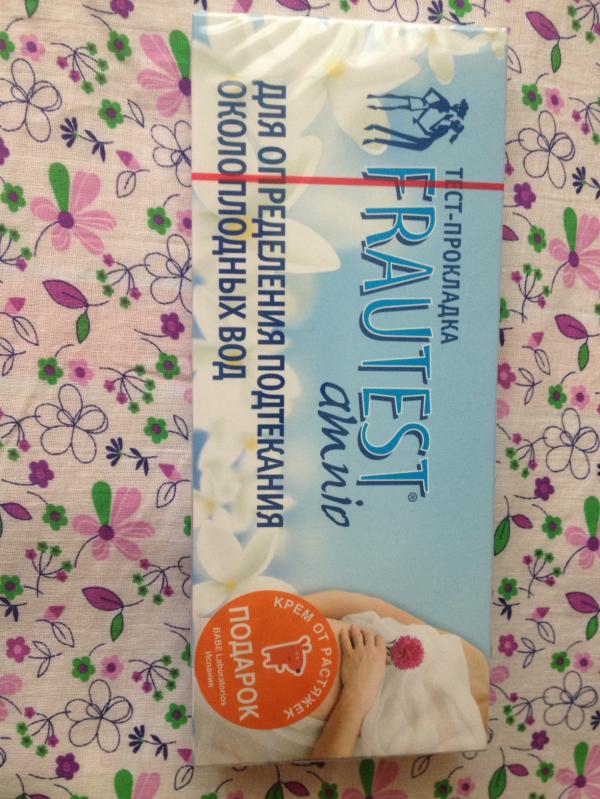 ТЕСТ-ПРОКЛАДКА
FRAUTEST®
amnio
ДЛЯ ОПРЕДЕЛЕНИЯ ПОДТЕКАНИЯ
ОКОЛОПЛОДНЫХ ВОД
КРЕМ ОТ РАСТЯЖЕК
ПОДАРОК
BABE Laboratorios
Испания